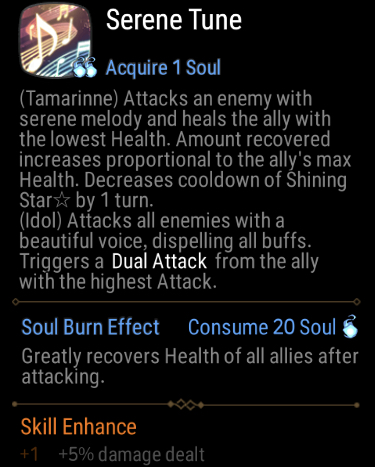 Serene Tune
Acquire 1 Soul
(Tamarinne) Attacks an enemy with
serene melody and heals the ally with
the lowest Health. Amount recovered
increases proportional to the ally's max
Health. Decreases cooldown of Shining
Star☆ by 1 turn.
(Idol) Attacks all enemies with a
beautiful voice, dispelling all buffs.
Triggers a Dual Attack from the ally
with the highest Attack.
Soul Burn Effect Consume 20 Soul
Greatly recovers Health of all allies after
attacking.
Skill Enhance
+1 +5% damage dealt